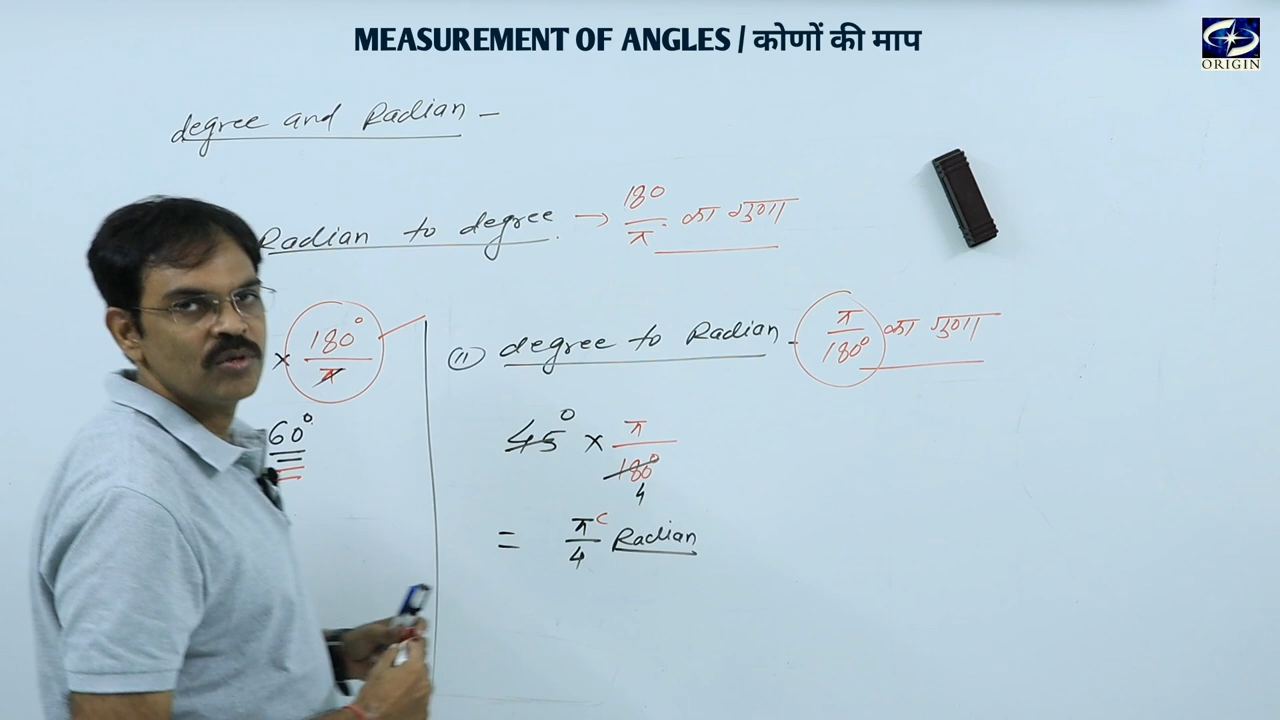 MEASUREMENT OF ANGLES / कोणों की माप
ORIGIN
degree and Radian –
Radian to degree → 180/π का गुणा
× 180°/π
60°
(ii) degree to Radian – π/180° का गुणा
45° × π/180°
4
= π^c/4 Radian